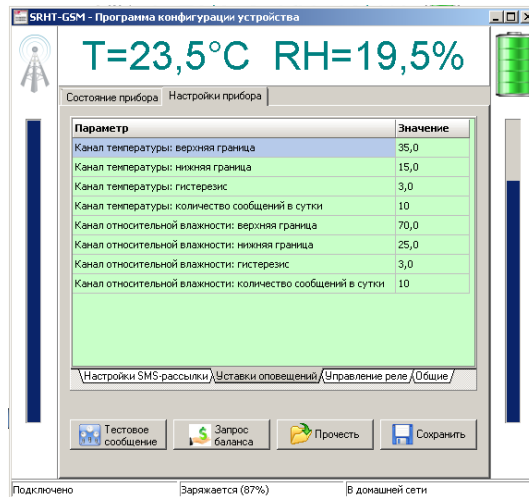 SRHT-GSM - Программа конфигурации устройства
T=23,5°C RH=19,5%
Состояние прибора Настройки прибора
Параметр Значение
Канал температуры: верхняя граница 35,0
Канал температуры: нижняя граница 15,0
Канал температуры: гистерезис 3,0
Канал температуры: количество сообщений в сутки 10
Канал относительной влажности: верхняя граница 70,0
Канал относительной влажности: нижняя граница 25,0
Канал относительной влажности: гистерезис 3,0
Канал относительной влажности: количество сообщений в сутки 10
Настройки SMS-рассылки Уставки оповещений Управление реле Общие
Тестовое сообщение
Запрос баланса
Прочесть
Сохранить
Подключено Заряжается (87%) В домашней сети